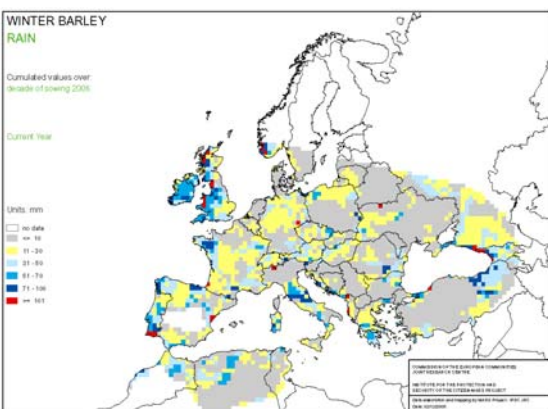 WINTER BARLEY
RAIN
Cumulated values over:
decade of sowing 2006
Current Year
Units: mm
no data
<= 10
11 - 30
31 - 50
51 - 70
71 - 100
>= 101
COMMISSION OF THE EUROPEAN COMMUNITIES
JOINT RESEARCH CENTRE
INSTITUTE FOR THE PROTECTION AND
SECURITY OF THE CITIZEN